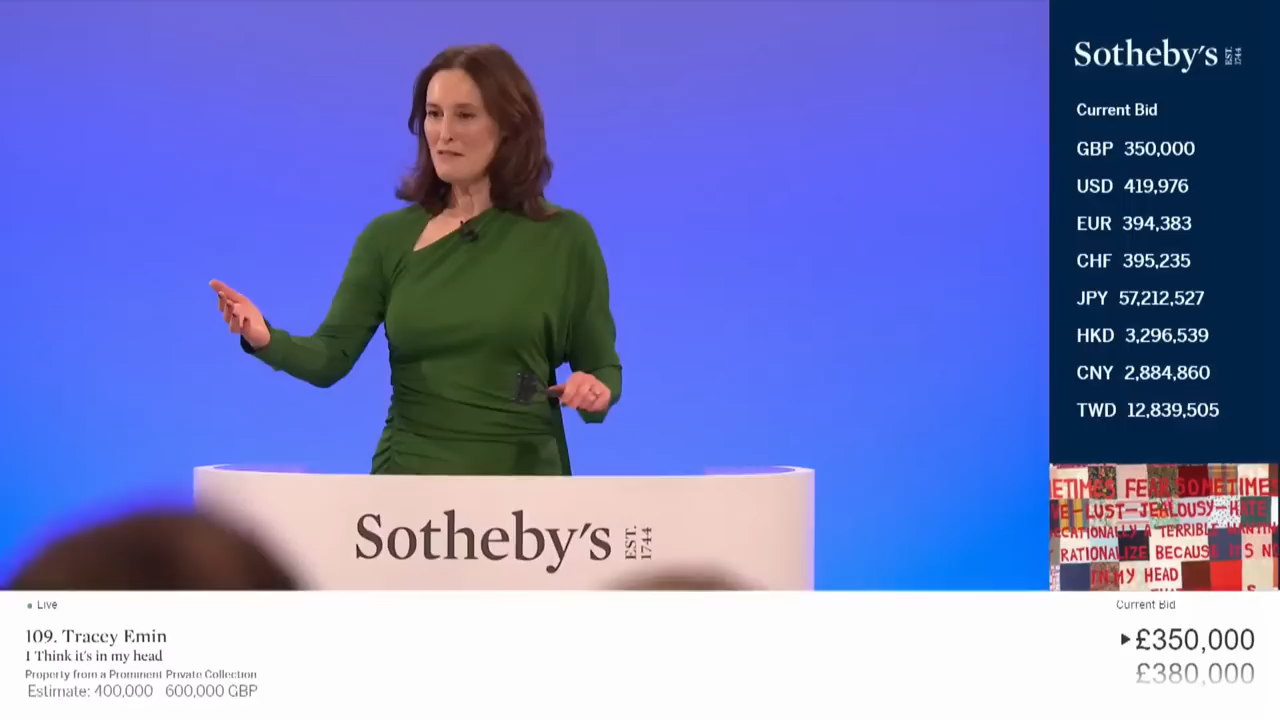 Sotheby's EST. 1744
Current Bid
GBP 350,000
USD 419,976
EUR 394,383
CHF 395,235
JPY 57,212,527
HKD 3,296,539
CNY 2,884,860
TWD 12,839,505
ETIMES FEAR SOMETIME
LUST-JEALOUSY-HATE
A TERRIBLE
RATIONALIZE BECAUSE
IN MY HEAD
Sotheby's EST. 1744
Live
109. Tracey Emin
I Think it's in my head
Property from a Prominent Private Collection
Estimate: 400,000 600,000 GBP
Current Bid
£350,000
£380,000